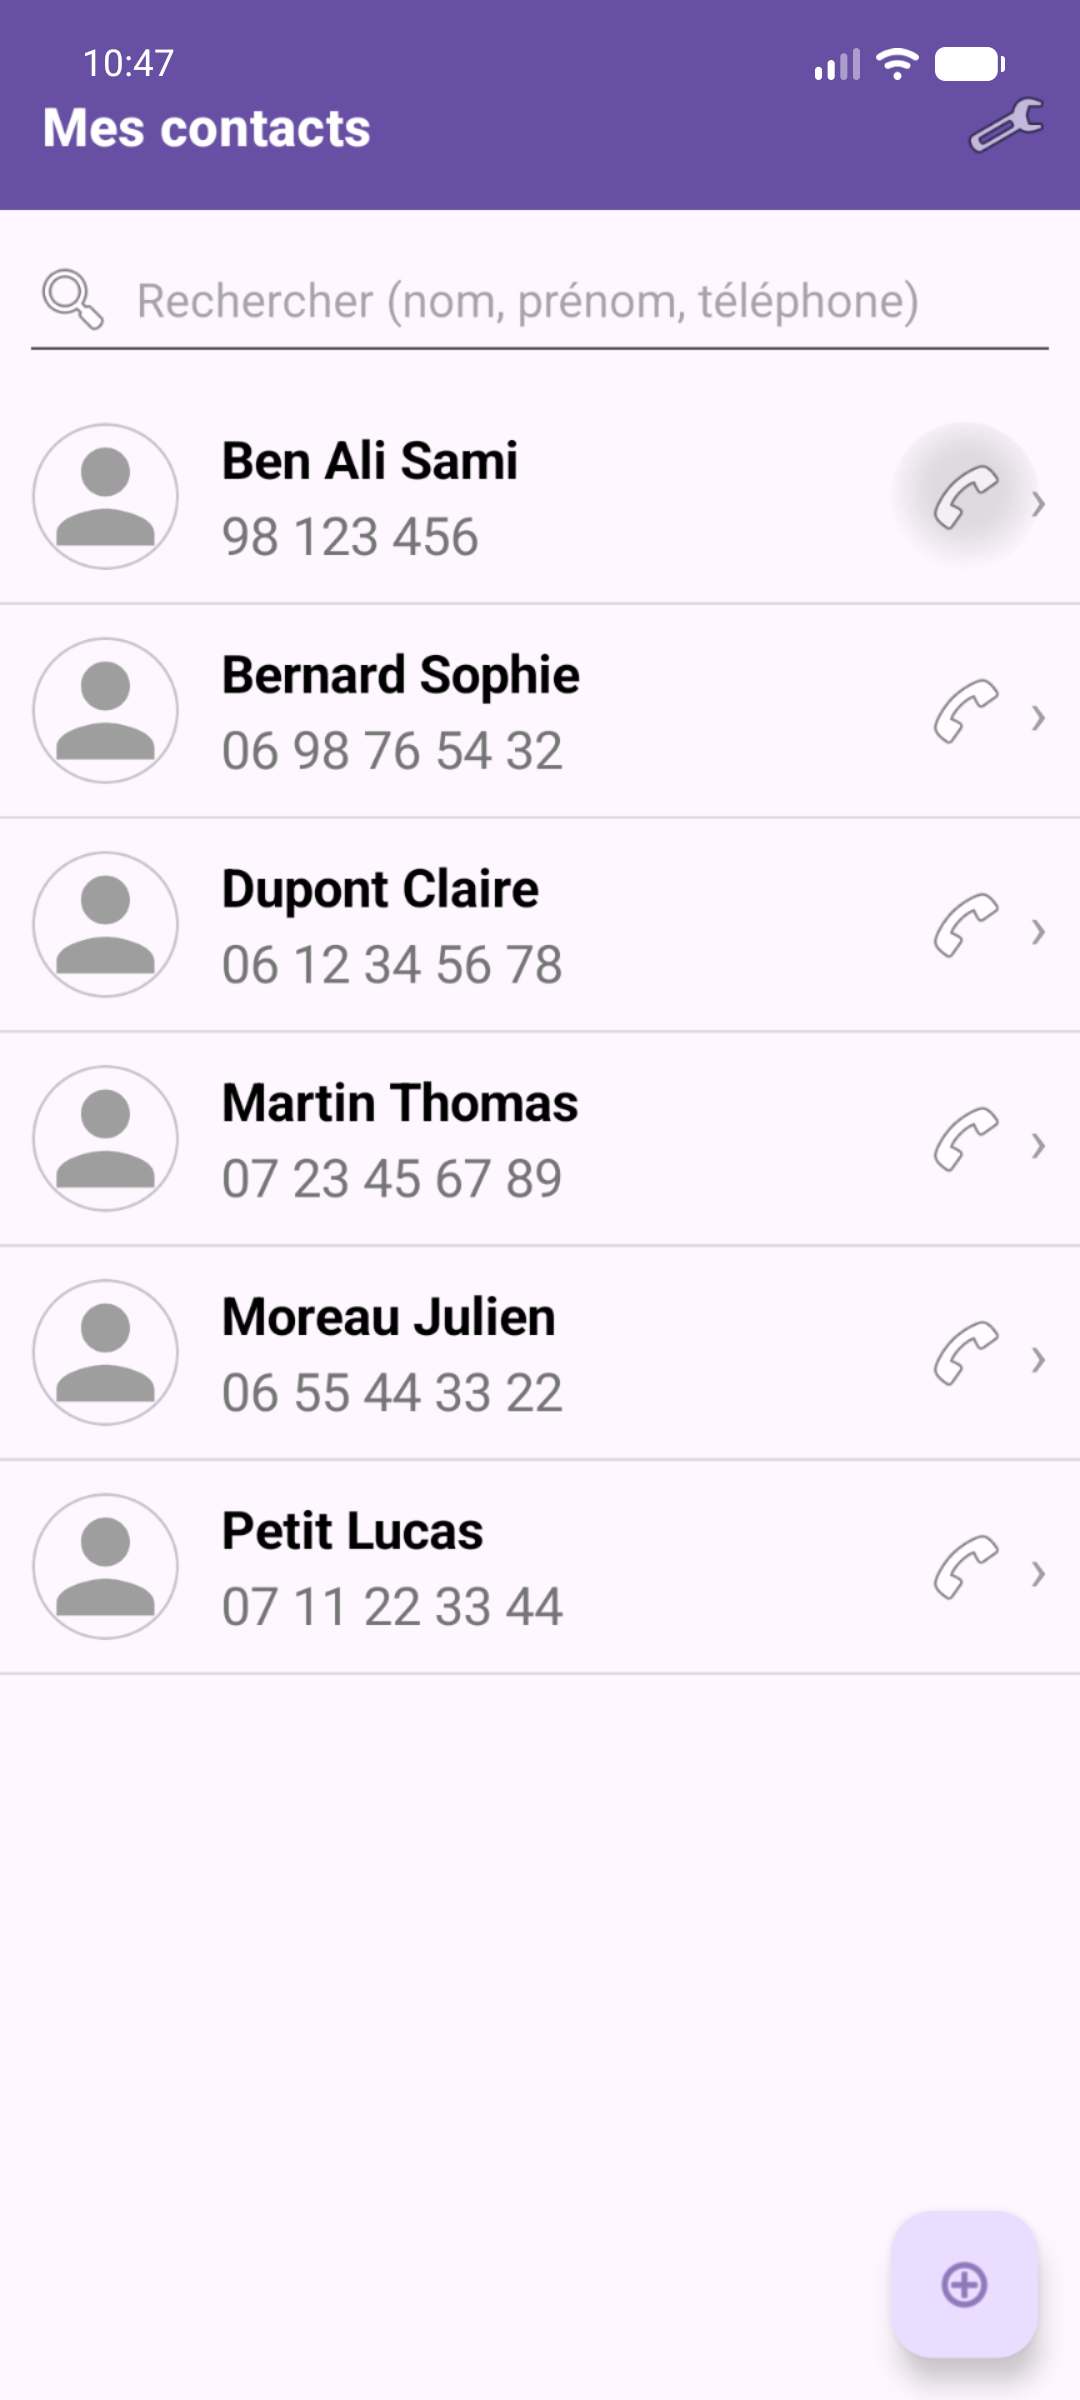 10:47
Mes contacts
Rechercher (nom, prénom, téléphone)
Ben Ali Sami
98 123 456
Bernard Sophie
06 98 76 54 32
Dupont Claire
06 12 34 56 78
Martin Thomas
07 23 45 67 89
Moreau Julien
06 55 44 33 22
Petit Lucas
07 11 22 33 44